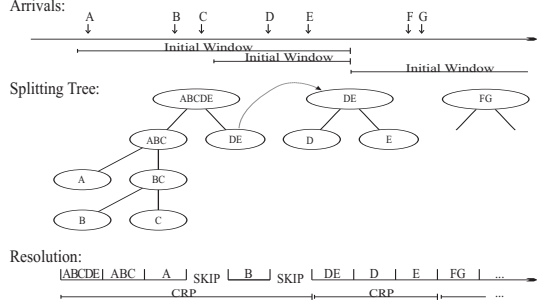 Arrivals:
A B C D E F G
Initial Window
Initial Window
Initial Window
Splitting Tree:
ABCDE DE FG
ABC DE D E
A BC
B C
Resolution:
ABCDE ABC A SKIP B SKIP DE D E FG ...
CRP CRP ...